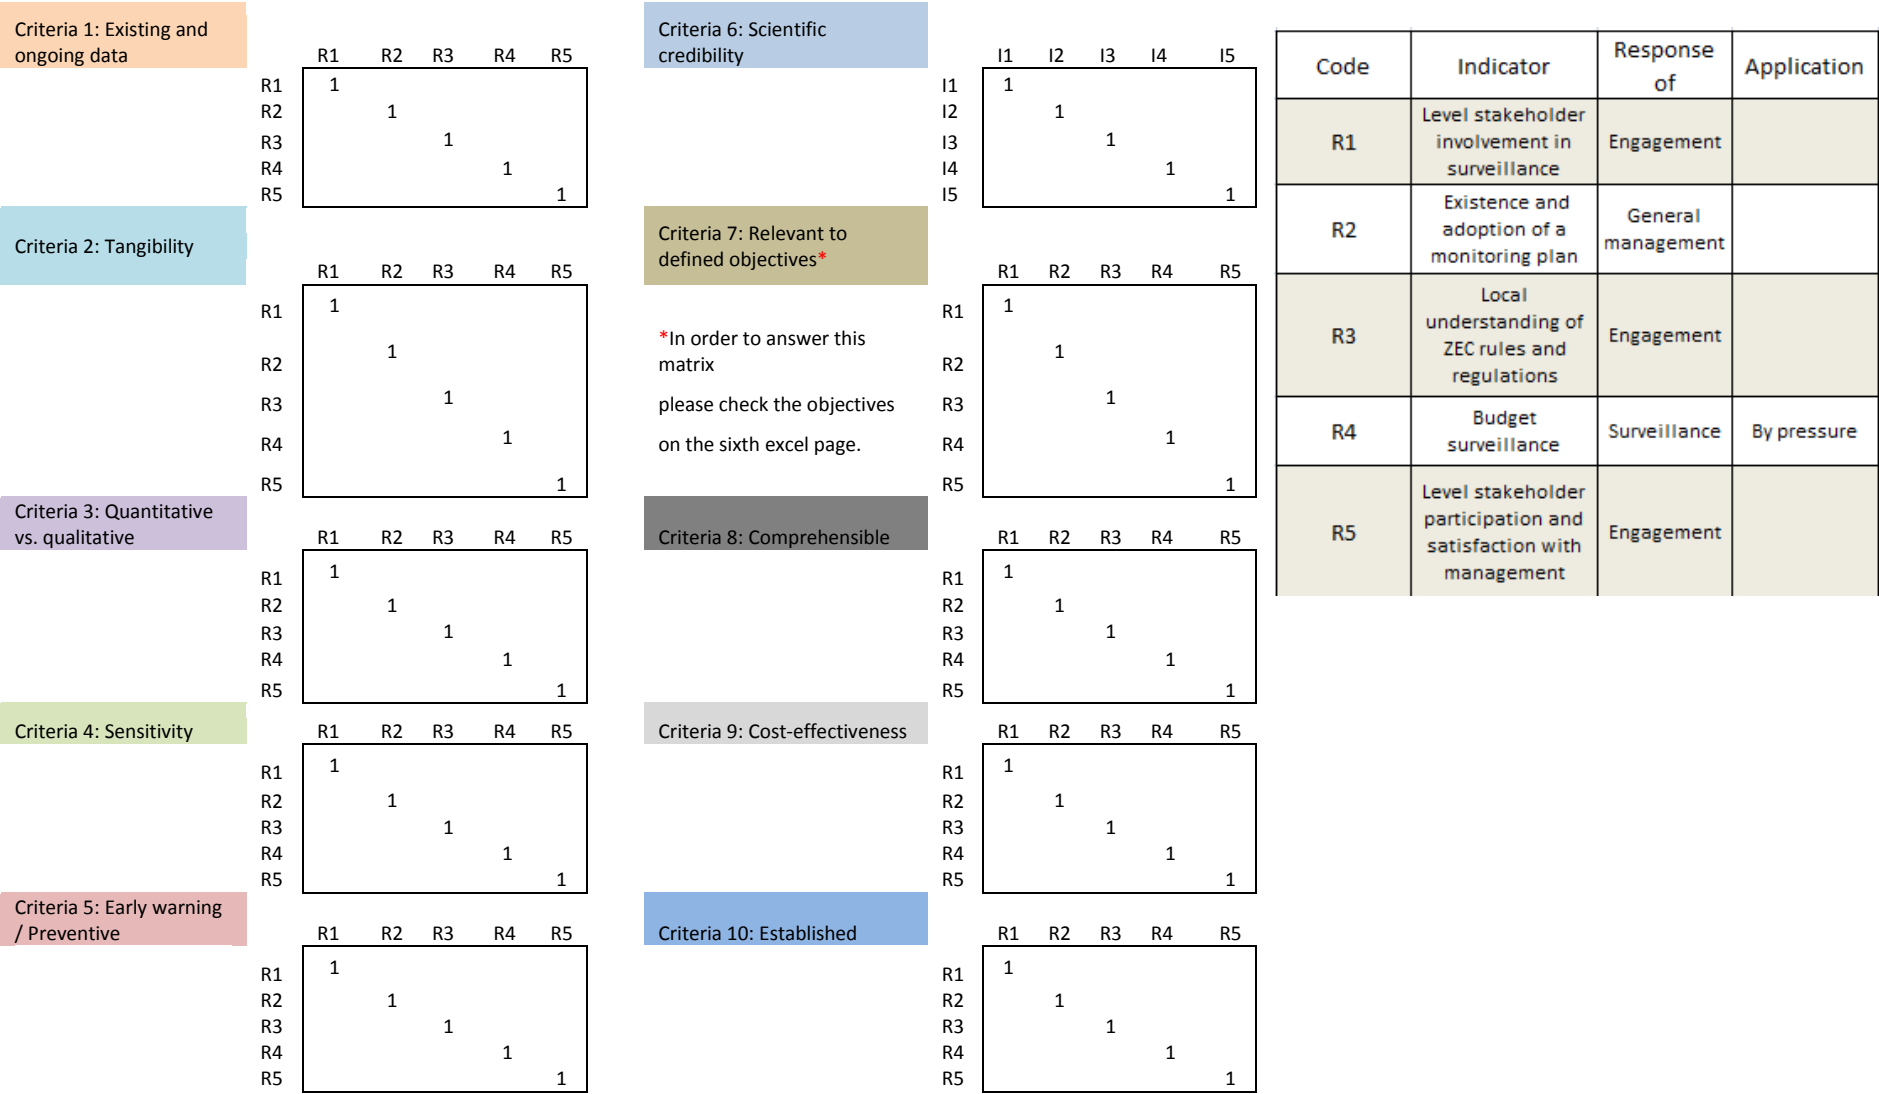 Criteria 1: Existing and
ongoing data
R1 R2 R3 R4 R5
R1 1
R2 1
R3 1
R4 1
R5 1
Criteria 2: Tangibility
R1 R2 R3 R4 R5
R1 1
R2 1
R3 1
R4 1
R5 1
Criteria 3: Quantitative
vs. qualitative
R1 R2 R3 R4 R5
R1 1
R2 1
R3 1
R4 1
R5 1
Criteria 4: Sensitivity
R1 R2 R3 R4 R5
R1 1
R2 1
R3 1
R4 1
R5 1
Criteria 5: Early warning
/ Preventive
R1 R2 R3 R4 R5
R1 1
R2 1
R3 1
R4 1
R5 1
Criteria 6: Scientific
credibility
I1 I2 I3 I4 I5
I1 1
I2 1
I3 1
I4 1
I5 1
Criteria 7: Relevant to
defined objectives*
*In order to answer this
matrix
please check the objectives
on the sixth excel page.
R1 R2 R3 R4 R5
R1 1
R2 1
R3 1
R4 1
R5 1
Criteria 8: Comprehensible
R1 R2 R3 R4 R5
R1 1
R2 1
R3 1
R4 1
R5 1
Criteria 9: Cost-effectiveness
R1 R2 R3 R4 R5
R1 1
R2 1
R3 1
R4 1
R5 1
Criteria 10: Established
R1 R2 R3 R4 R5
R1 1
R2 1
R3 1
R4 1
R5 1
Code Indicator Response
of Application
R1 Level stakeholder
involvement in
surveillance Engagement
R2 Existence and
adoption of a
monitoring plan General
management
R3 Local
understanding of
ZEC rules and
regulations Engagement
R4 Budget
surveillance Surveillance By pressure
R5 Level stakeholder
participation and
satisfaction with
management Engagement